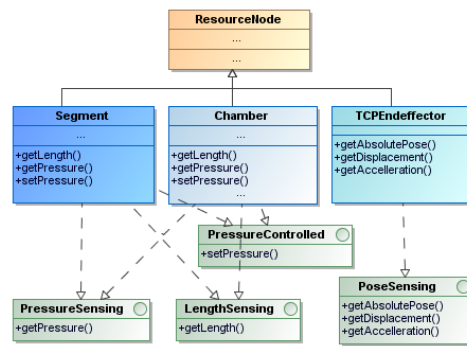 ResourceNode
...
...
Segment
...
+getLength()
+getPressure()
+setPressure()
Chamber
...
+getLength()
+getPressure()
+setPressure()
...
TCPEndeffector
+getAbsolutePose()
+getDisplacement()
+getAccelleration()
PressureControlled
+setPressure()
PressureSensing
+getPressure()
LengthSensing
+getLength()
PoseSensing
+getAbsolutePose()
+getDisplacement()
+getAccelleration()